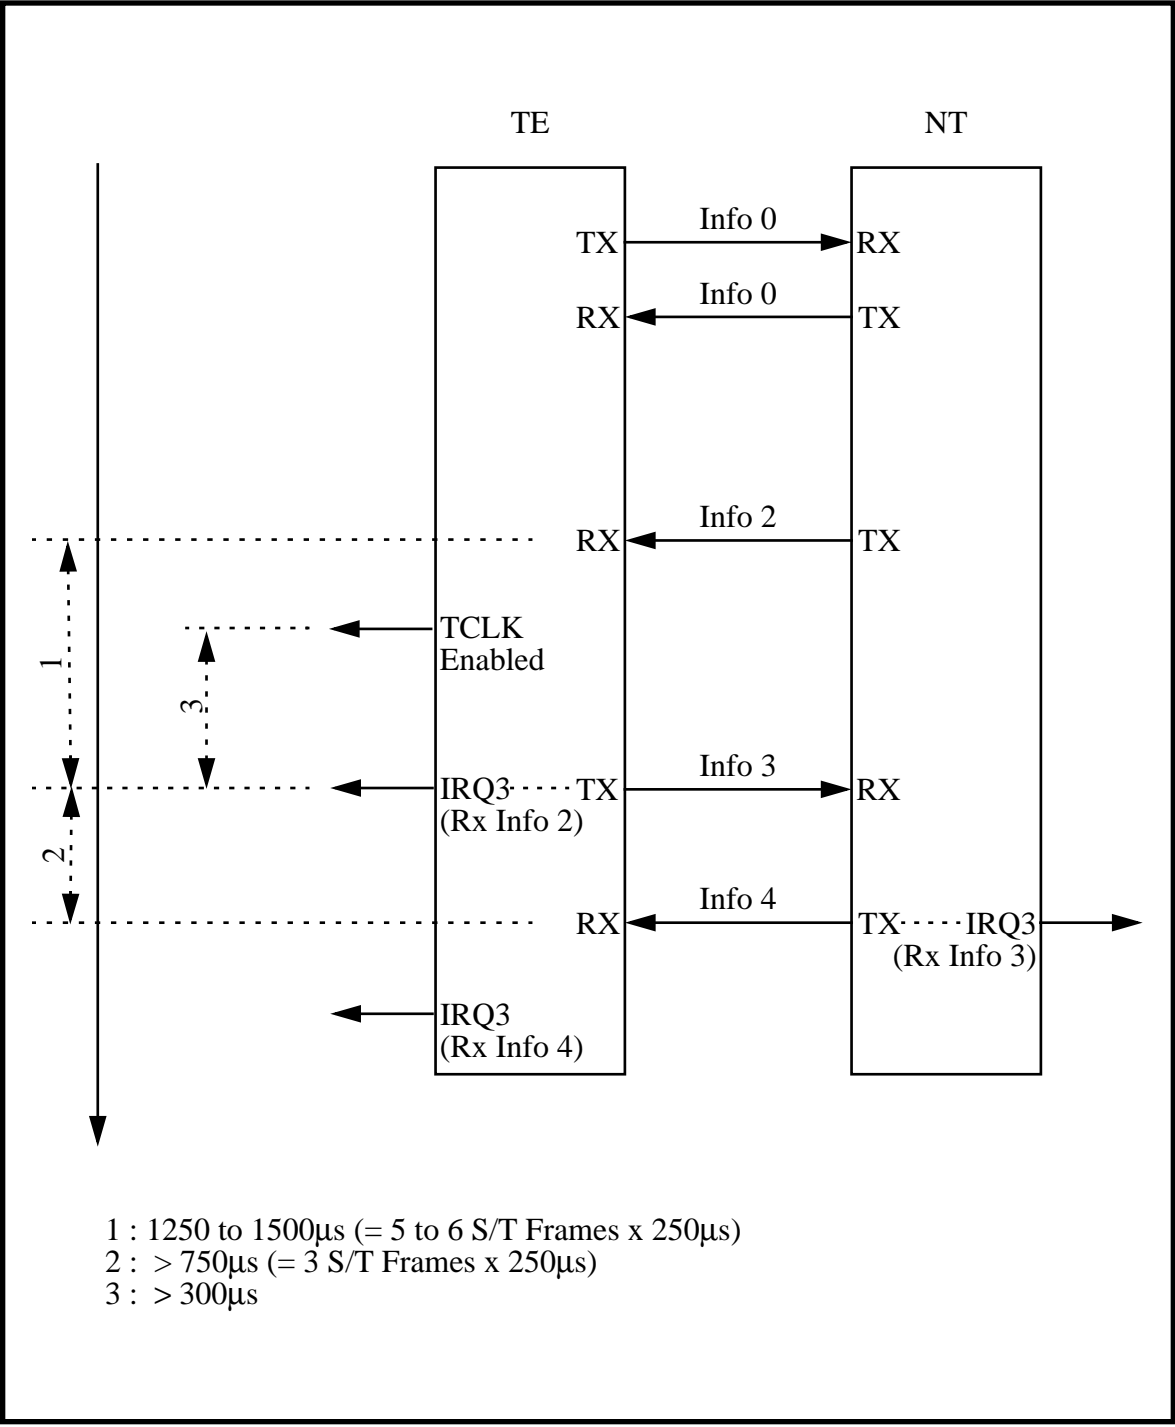 TE
NT
Info 0
TX
RX
Info 0
RX
TX
Info 2
RX
TX
TCLK
Enabled
1
3
Info 3
IRQ3
TX
RX
(Rx Info 2)
2
Info 4
RX
TX
IRQ3
(Rx Info 3)
IRQ3
(Rx Info 4)
1 : 1250 to 1500μs (= 5 to 6 S/T Frames x 250μs)
2 : > 750μs (= 3 S/T Frames x 250μs)
3 : > 300μs